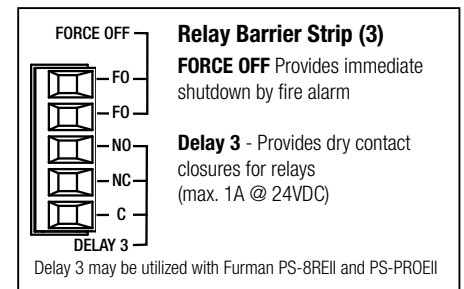 FORCE OFF
FO
FO
NO
NC
C
DELAY 3
Relay Barrier Strip (3)
FORCE OFF Provides immediate
shutdown by fire alarm
Delay 3 - Provides dry contact
closures for relays
(max. 1A @ 24VDC)
Delay 3 may be utilized with Furman PS-8REII and PS-PROEII